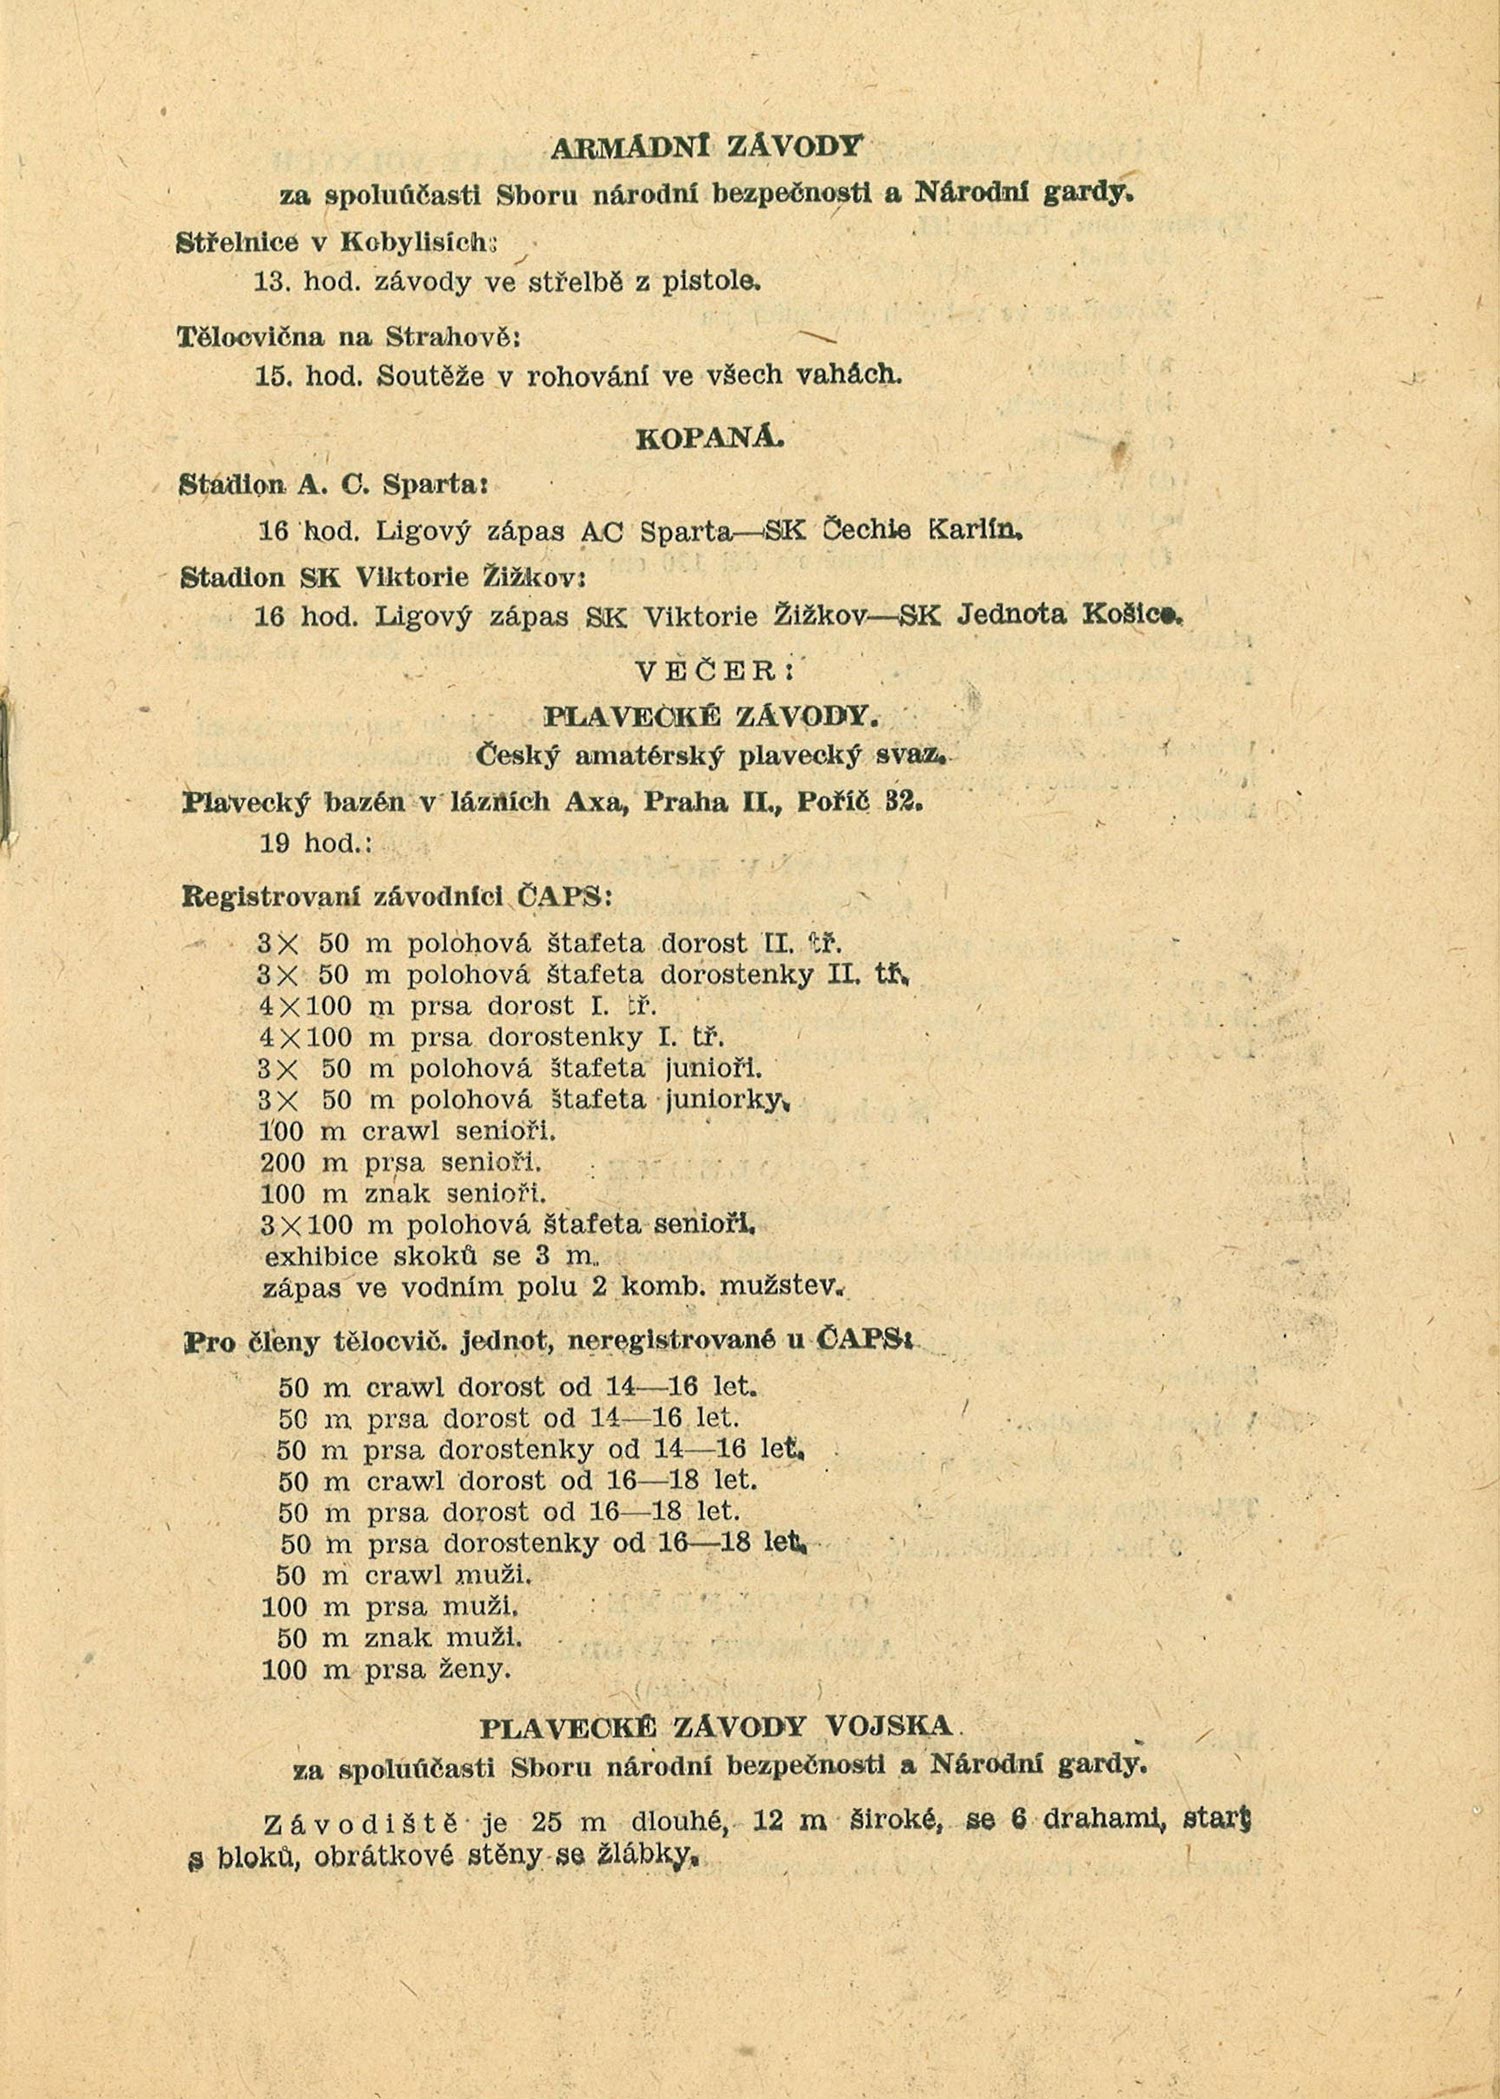 ARMÁDNÍ ZÁVODY
za spoluúčasti Sboru národní bezpečnosti a Národní gardy.
Střelnice v Kobylisích:
13. hod. závody ve střelbě z pistole.
Tělocvična na Strahově:
15. hod. Soutěže v rohování ve všech vahách.
KOPANÁ.
Stadion A. C. Sparta:
16 hod. Ligový zápas AC Sparta—SK Čechie Karlín.
Stadion SK Viktorie Žižkov:
16 hod. Ligový zápas SK Viktorie Žižkov—SK Jednota Košice.
VEČER:
PLAVECKÉ ZÁVODY.
Český amatérský plavecký svaz.
Plavecký bazén v lázních Axa, Praha II., Poříč 32.
19 hod.:
Registrovaní závodníci ČAPS:
3× 50 m polohová štafeta dorost II. tř.
3× 50 m polohová štafeta dorostenky II. tř.
4×100 m prsa dorost I. tř.
4×100 m prsa dorostenky I. tř.
3× 50 m polohová štafeta junioři.
3× 50 m polohová štafeta juniorky.
100 m crawl senioři.
200 m prsa senioři.
100 m znak senioři.
3×100 m polohová štafeta senioři.
exhibice skoků se 3 m.
zápas ve vodním polu 2 komb. mužstev.
Pro členy tělocvič. jednot, neregistrované u ČAPS:
50 m crawl dorost od 14—16 let.
50 m prsa dorost od 14—16 let.
50 m prsa dorostenky od 14—16 let.
50 m crawl dorost od 16—18 let.
50 m prsa dorost od 16—18 let.
50 m prsa dorostenky od 16—18 let.
50 m crawl muži.
100 m prsa muži.
50 m znak muži.
100 m prsa ženy.
PLAVECKÉ ZÁVODY VOJSKA
za spoluúčasti Sboru národní bezpečnosti a Národní gardy.
Závodiště je 25 m dlouhé, 12 m široké, se 6 drahami, start
s bloků, obrátkové stěny se žlábky.